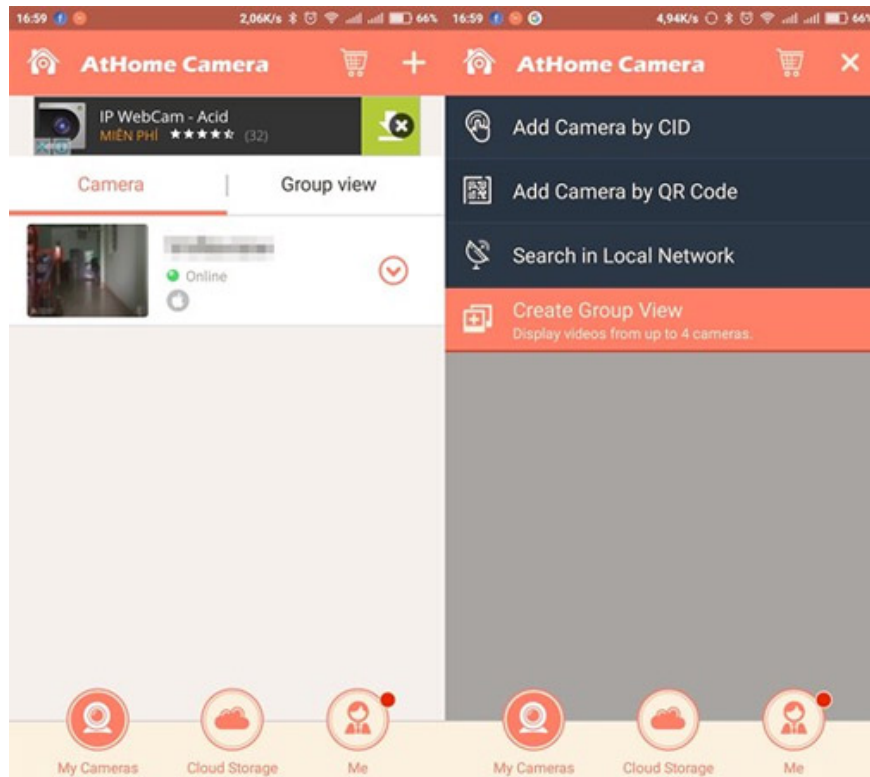 16:59 2,06K/s 66%
AtHome Camera
IP WebCam - Acid
MIỄN PHÍ (32)
Camera | Group view
Online
My Cameras Cloud Storage Me
16:59 4,94K/s 66%
AtHome Camera
Add Camera by CID
Add Camera by QR Code
Search in Local Network
Create Group View
Display videos from up to 4 cameras.
My Cameras Cloud Storage Me